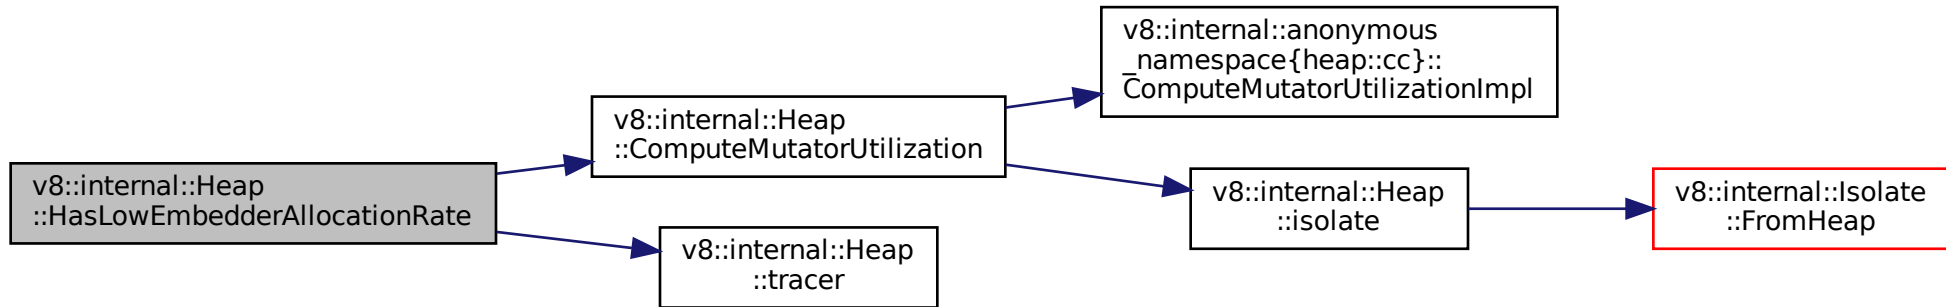 v8::internal::Heap
::HasLowEmbedderAllocationRate
v8::internal::Heap
::ComputeMutatorUtilization
v8::internal::anonymous
_namespace{heap::cc}::
ComputeMutatorUtilizationImpl
v8::internal::Heap
::isolate
v8::internal::Isolate
::FromHeap
v8::internal::Heap
::tracer